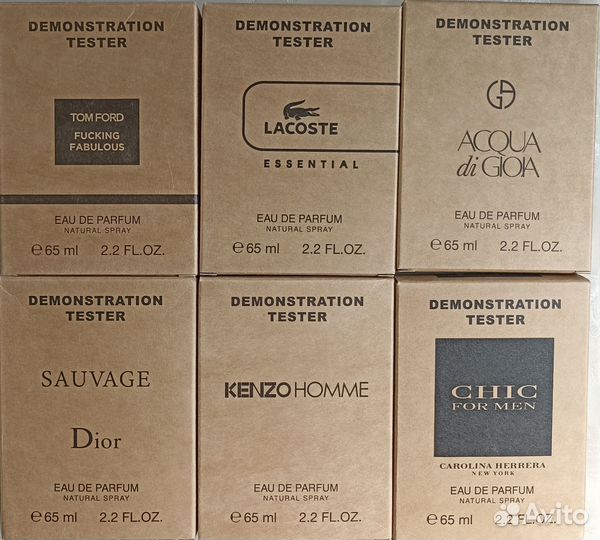 DEMONSTRATION
TESTER
TOM FORD
FUCKING
FABULOUS
EAU DE PARFUM
NATURAL SPRAY
℮ 65 ml 2.2 FL.OZ.
DEMONSTRATION
TESTER
LACOSTE
ESSENTIAL
EAU DE PARFUM
NATURAL SPRAY
℮ 65 ml 2.2 FL.OZ.
DEMONSTRATION
TESTER
GA
ACQUA
di GIOIA
EAU DE PARFUM
NATURAL SPRAY
℮ 65 ml 2.2 FL.OZ.
DEMONSTRATION
TESTER
SAUVAGE
Dior
EAU DE PARFUM
NATURAL SPRAY
℮ 65 ml 2.2 FL.OZ.
DEMONSTRATION
TESTER
KENZO HOMME
EAU DE PARFUM
NATURAL SPRAY
℮ 65 ml 2.2 FL.OZ.
DEMONSTRATION
TESTER
CHIC
FOR MEN
CAROLINA HERRERA
NEW YORK
EAU DE PARFUM
NATURAL SPRAY
℮ 65 ml 2.2 FL.OZ.
Avito